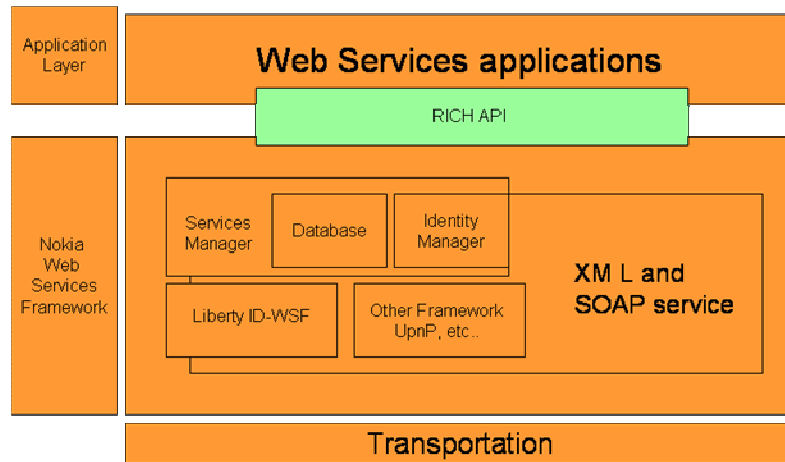 Application
Layer
Web Services applications
RICH API
Nokia
Web
Services
Framework
Services
Manager
Database
Identity
Manager
XM L and
SOAP service
Liberty ID-WSF
Other Framework
UpnP, etc..
Transportation